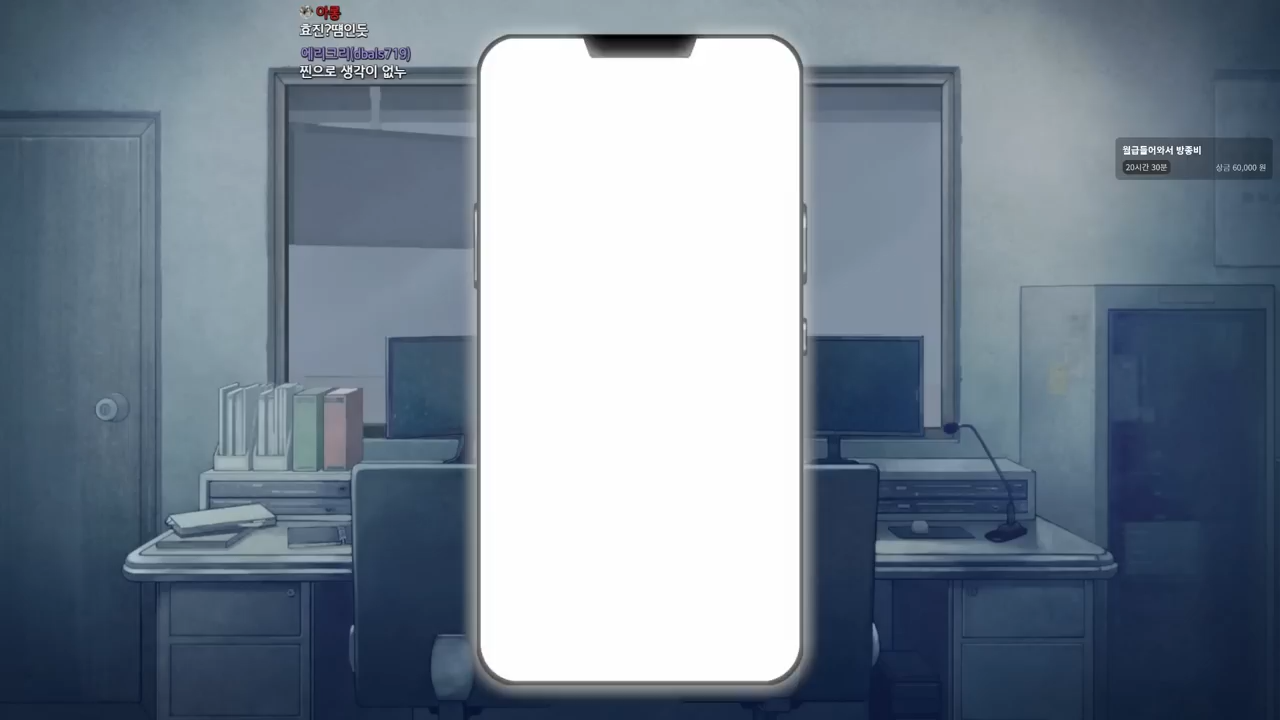 아롱
효진?땜인듯
에리크리(dbals719)
찐으로 생각이 없누
월급들어와서 방종비
20시간 30분
상금 60,000 원